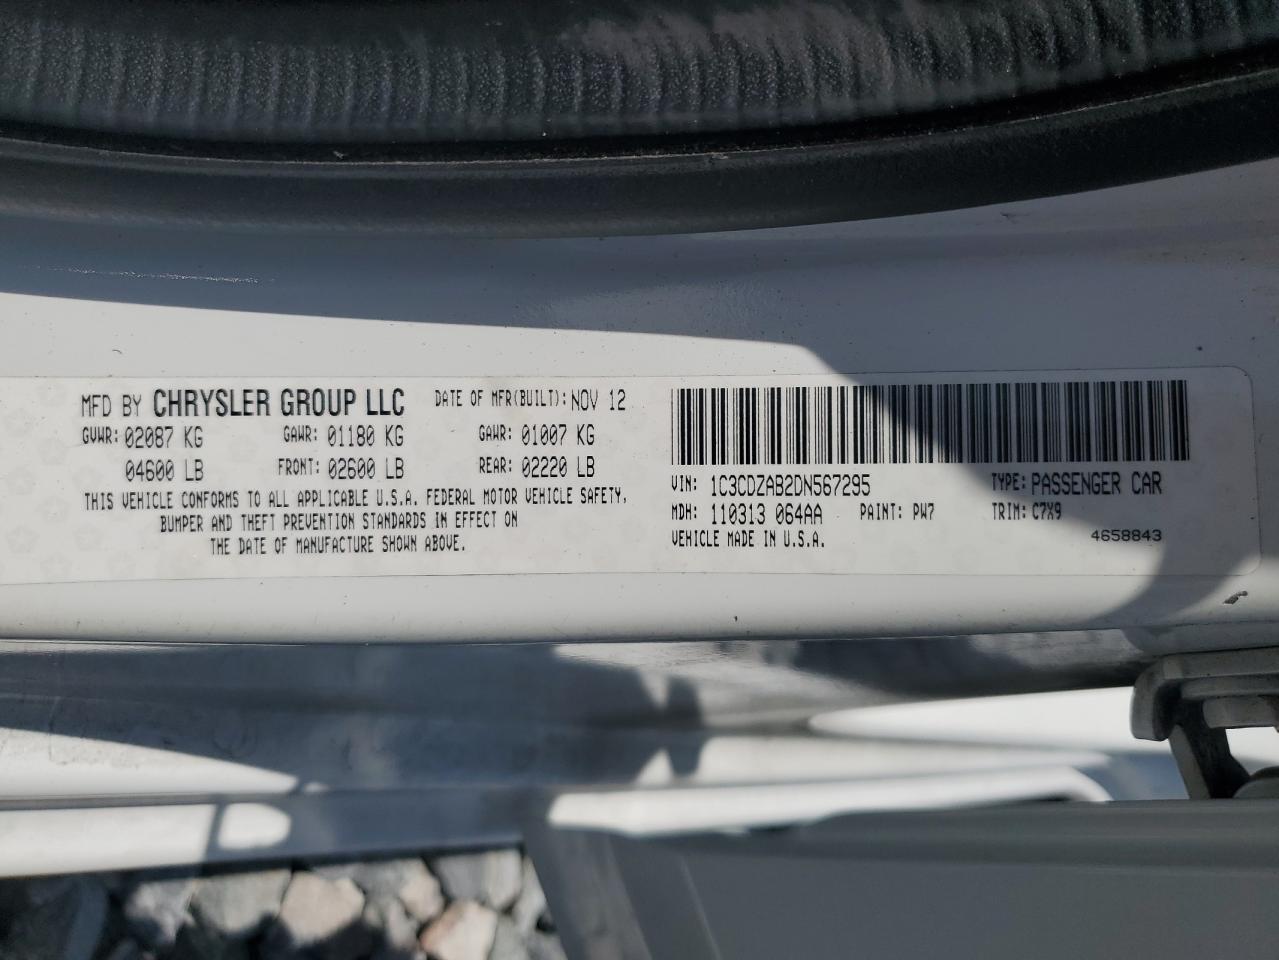 MFD BY CHRYSLER GROUP LLC DATE OF MFR(BUILT): NOV 12
GVWR: 02087 KG GAWR: 01180 KG GAWR: 01007 KG
04600 LB FRONT: 02600 LB REAR: 02220 LB
THIS VEHICLE CONFORMS TO ALL APPLICABLE U.S.A. FEDERAL MOTOR VEHICLE SAFETY,
BUMPER AND THEFT PREVENTION STANDARDS IN EFFECT ON
THE DATE OF MANUFACTURE SHOWN ABOVE.
VIN: 1C3CDZAB2DN567295 TYPE: PASSENGER CAR
MDH: 110313 064AA PAINT: PW7 TRIM: C7X9
VEHICLE MADE IN U.S.A. 4658843